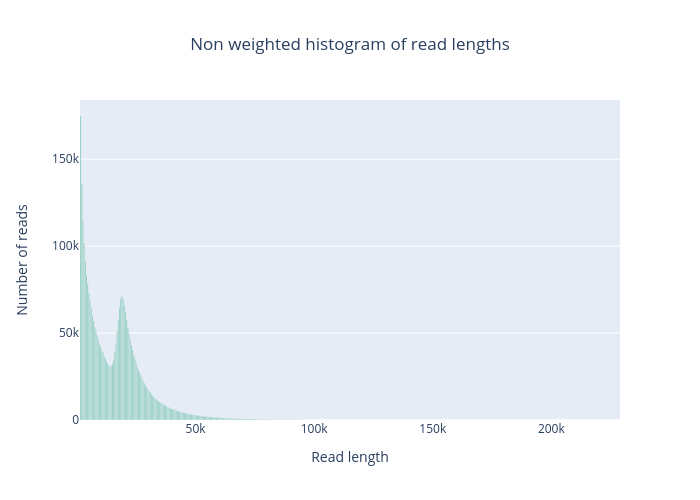 Non weighted histogram of read lengths
Number of reads
150k
100k
50k
0
50k
100k
150k
200k
Read length